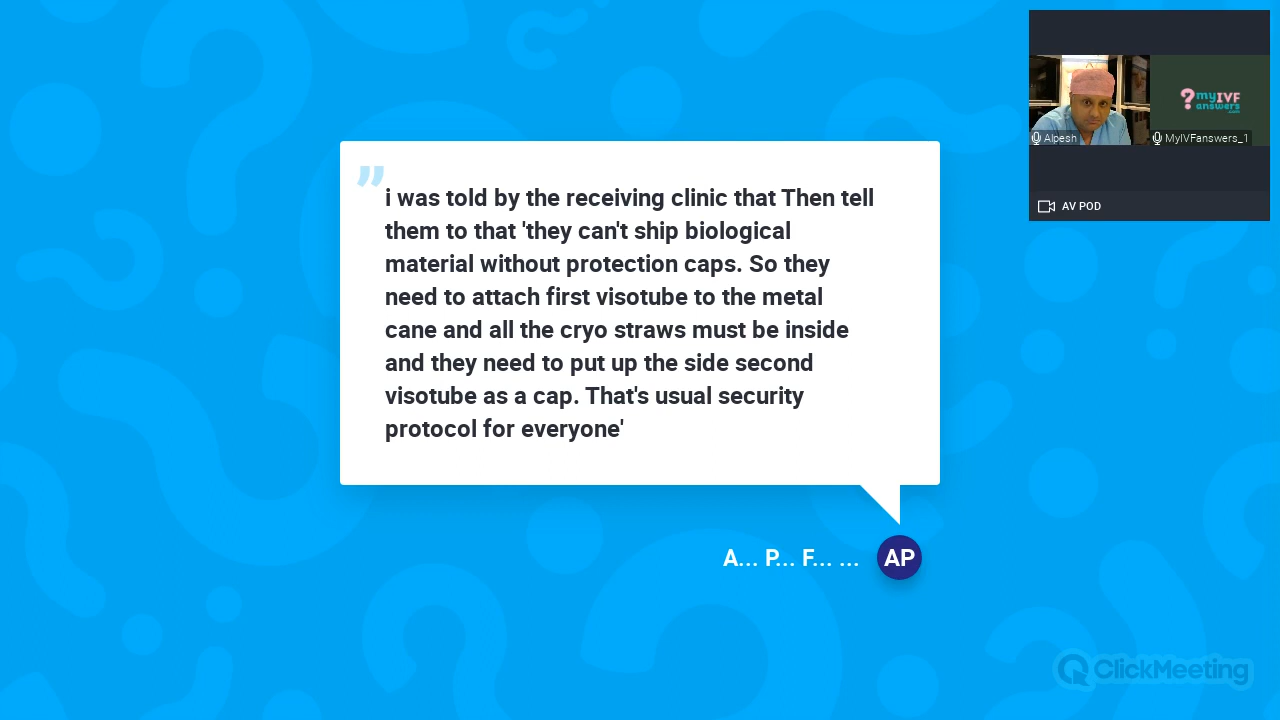 ?myIVF
answers
Alpesh
MyIVFanswers_1
AV POD
i was told by the receiving clinic that Then tell
them to that 'they can't ship biological
material without protection caps. So they
need to attach first visotube to the metal
cane and all the cryo straws must be inside
and they need to put up the side second
visotube as a cap. That's usual security
protocol for everyone'
A... P... F... ...
AP
ClickMeeting